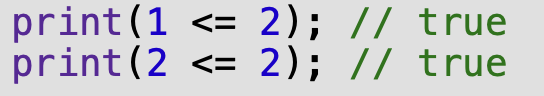 print(1 <= 2); // true
print(2 <= 2); // true